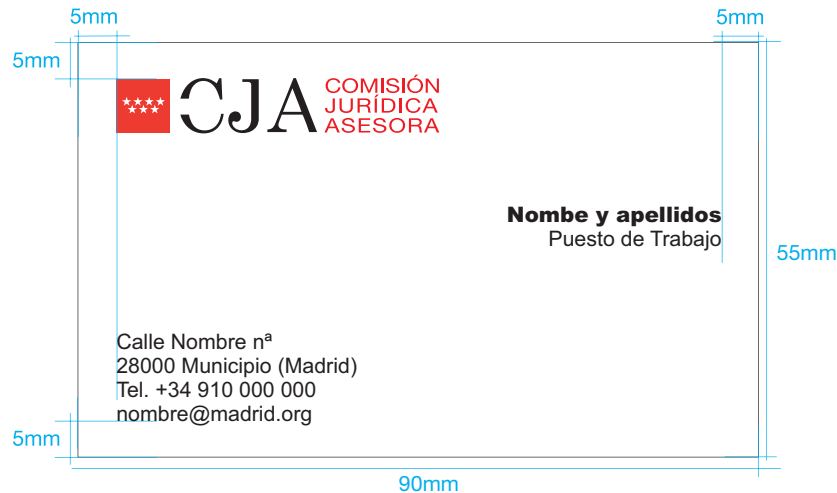 5mm
5mm
5mm
CJA
COMISIÓN
JURÍDICA
ASESORA
Nombe y apellidos
Puesto de Trabajo
55mm
Calle Nombre nª
28000 Municipio (Madrid)
Tel. +34 910 000 000
nombre@madrid.org
5mm
90mm